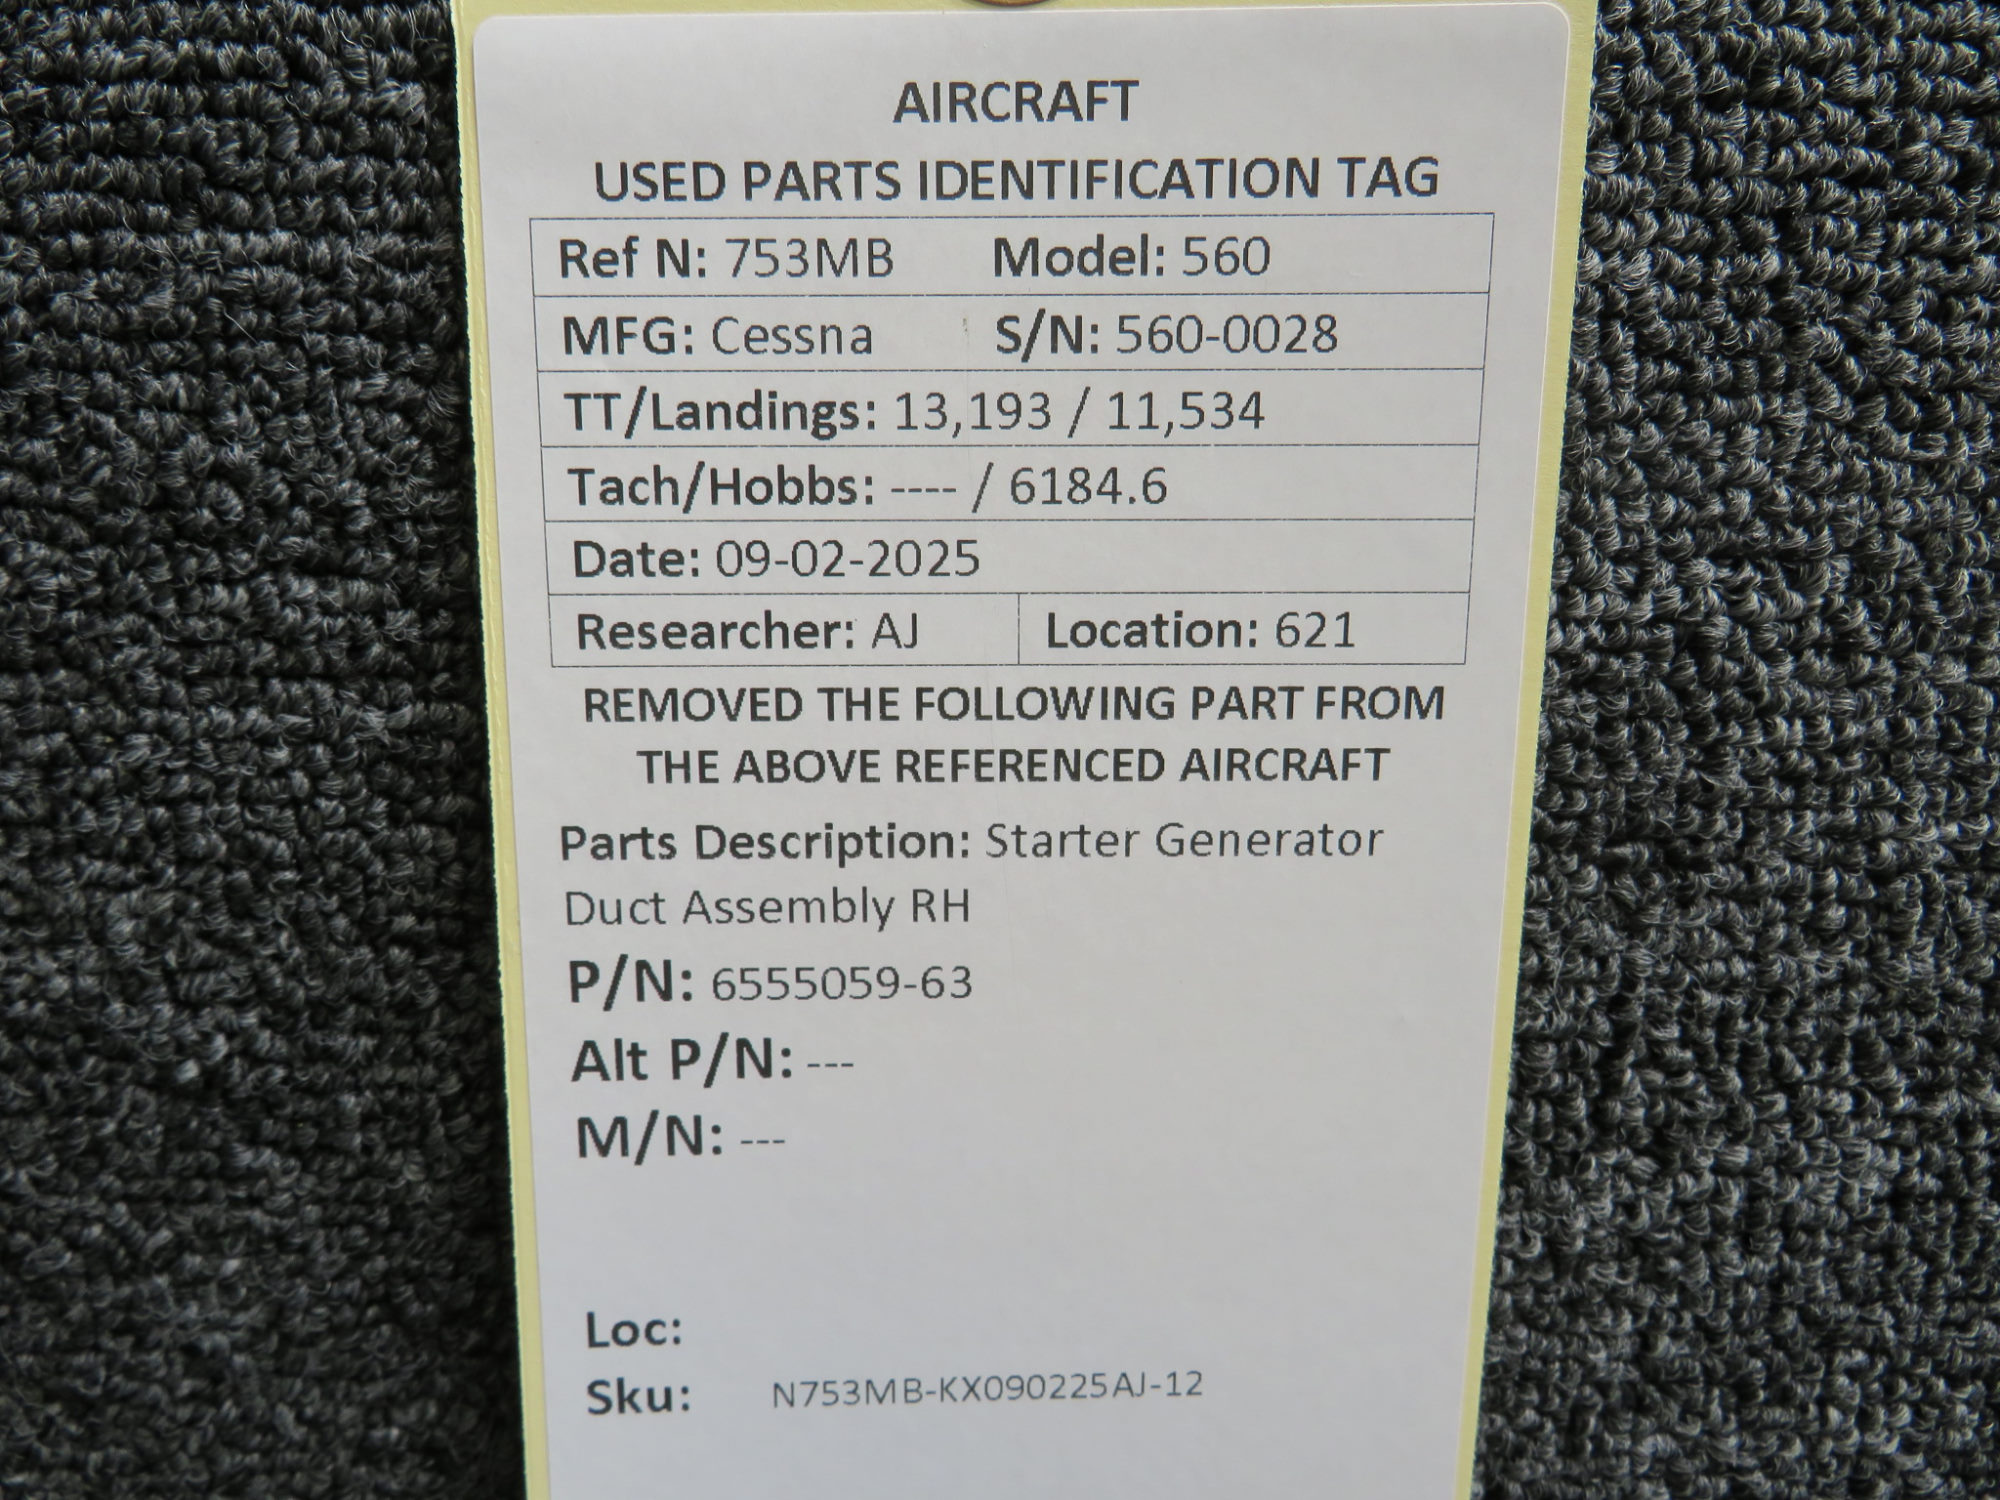 AIRCRAFT
USED PARTS IDENTIFICATION TAG
Ref N: 753MB Model: 560
MFG: Cessna S/N: 560-0028
TT/Landings: 13,193 / 11,534
Tach/Hobbs: ---- / 6184.6
Date: 09-02-2025
Researcher: AJ Location: 621
REMOVED THE FOLLOWING PART FROM
THE ABOVE REFERENCED AIRCRAFT
Parts Description: Starter Generator
Duct Assembly RH
P/N: 6555059-63
Alt P/N: ---
M/N: ---
Loc:
Sku: N753MB-KX090225AJ-12